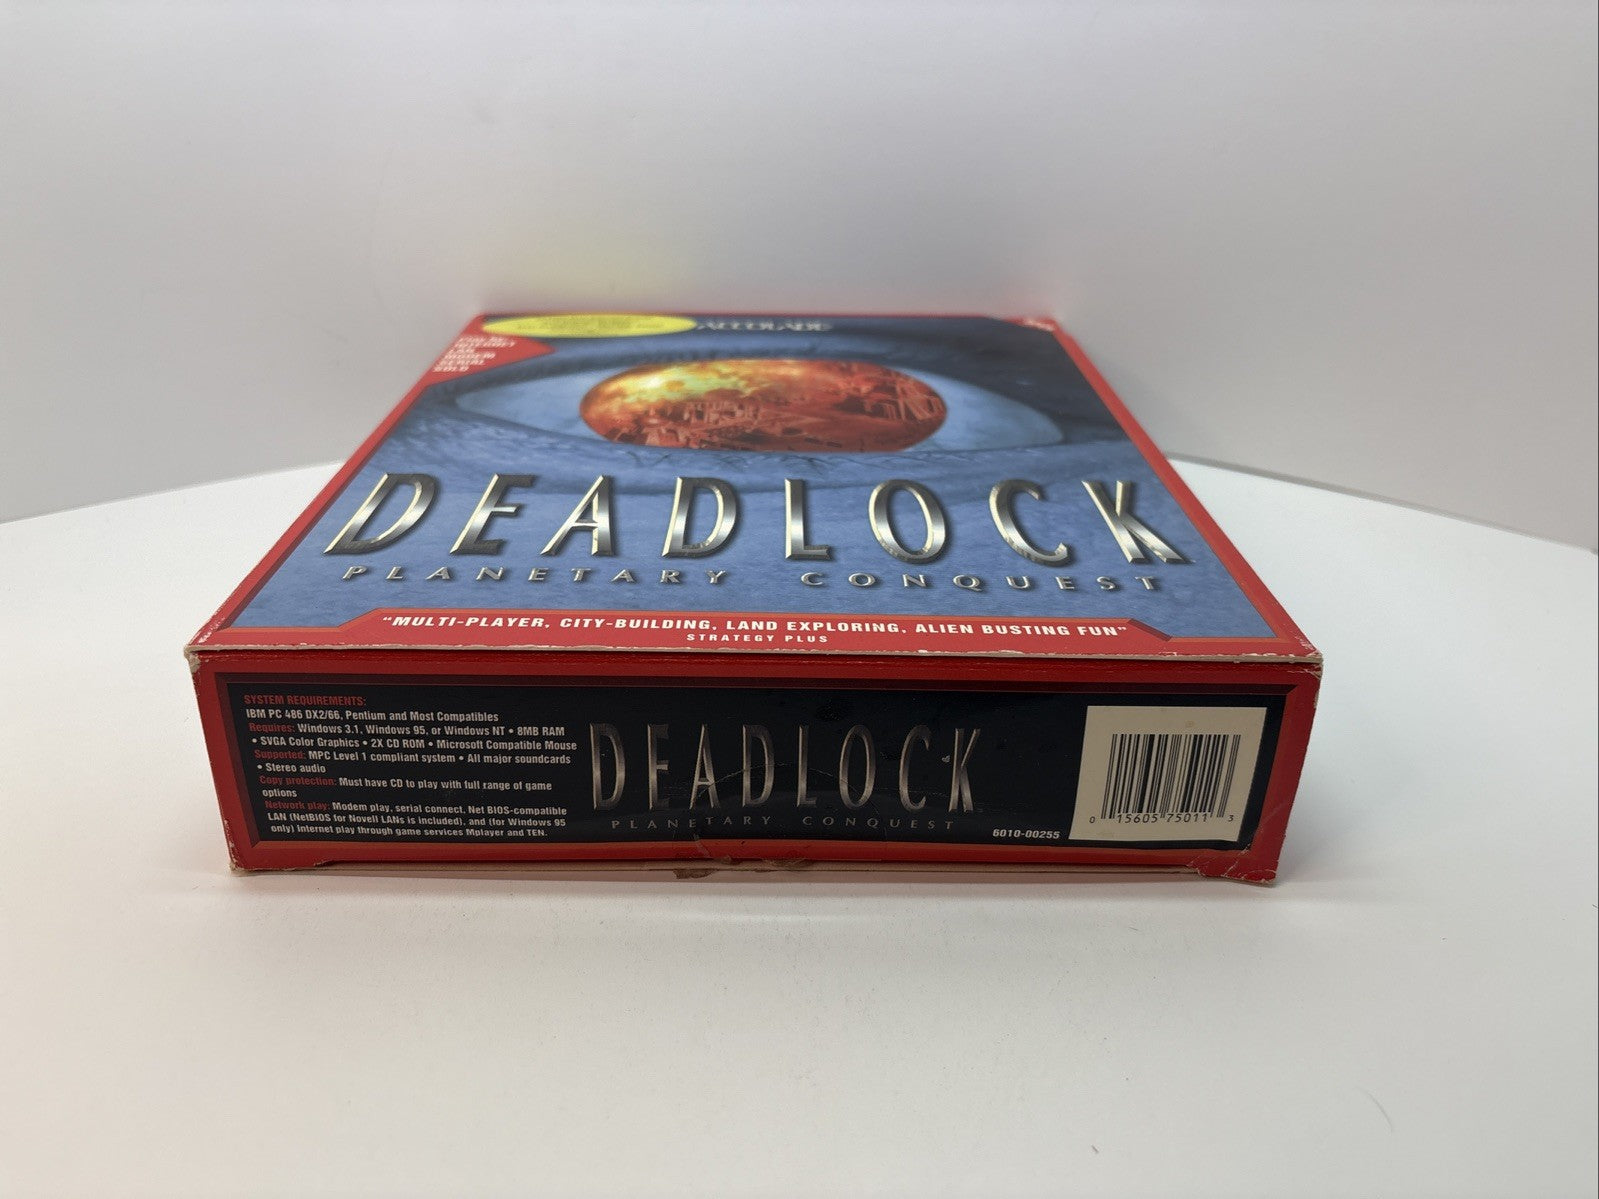 ACCOLADE
INTERNET
LAN
MODEM
SERIAL
SOLO
DEADLOCK
PLANETARY CONQUEST
"MULTI-PLAYER, CITY-BUILDING, LAND EXPLORING, ALIEN BUSTING FUN"
STRATEGY PLUS
SYSTEM REQUIREMENTS:
IBM PC 486 DX2/66, Pentium and Most Compatibles
Requires: Windows 3.1, Windows 95, or Windows NT • 8MB RAM
• SVGA Color Graphics • 2X CD ROM • Microsoft Compatible Mouse
Supported: MPC Level 1 compliant system • All major soundcards
• Stereo audio
Copy protection: Must have CD to play with full range of game
options
Network play: Modem play, serial connect, Net BIOS-compatible
LAN (NetBIOS for Novell LANs is included), and (for Windows 95
only) Internet play through game services Mplayer and TEN.
DEADLOCK
PLANETARY CONQUEST
6010-00255
0 15605 75011 3